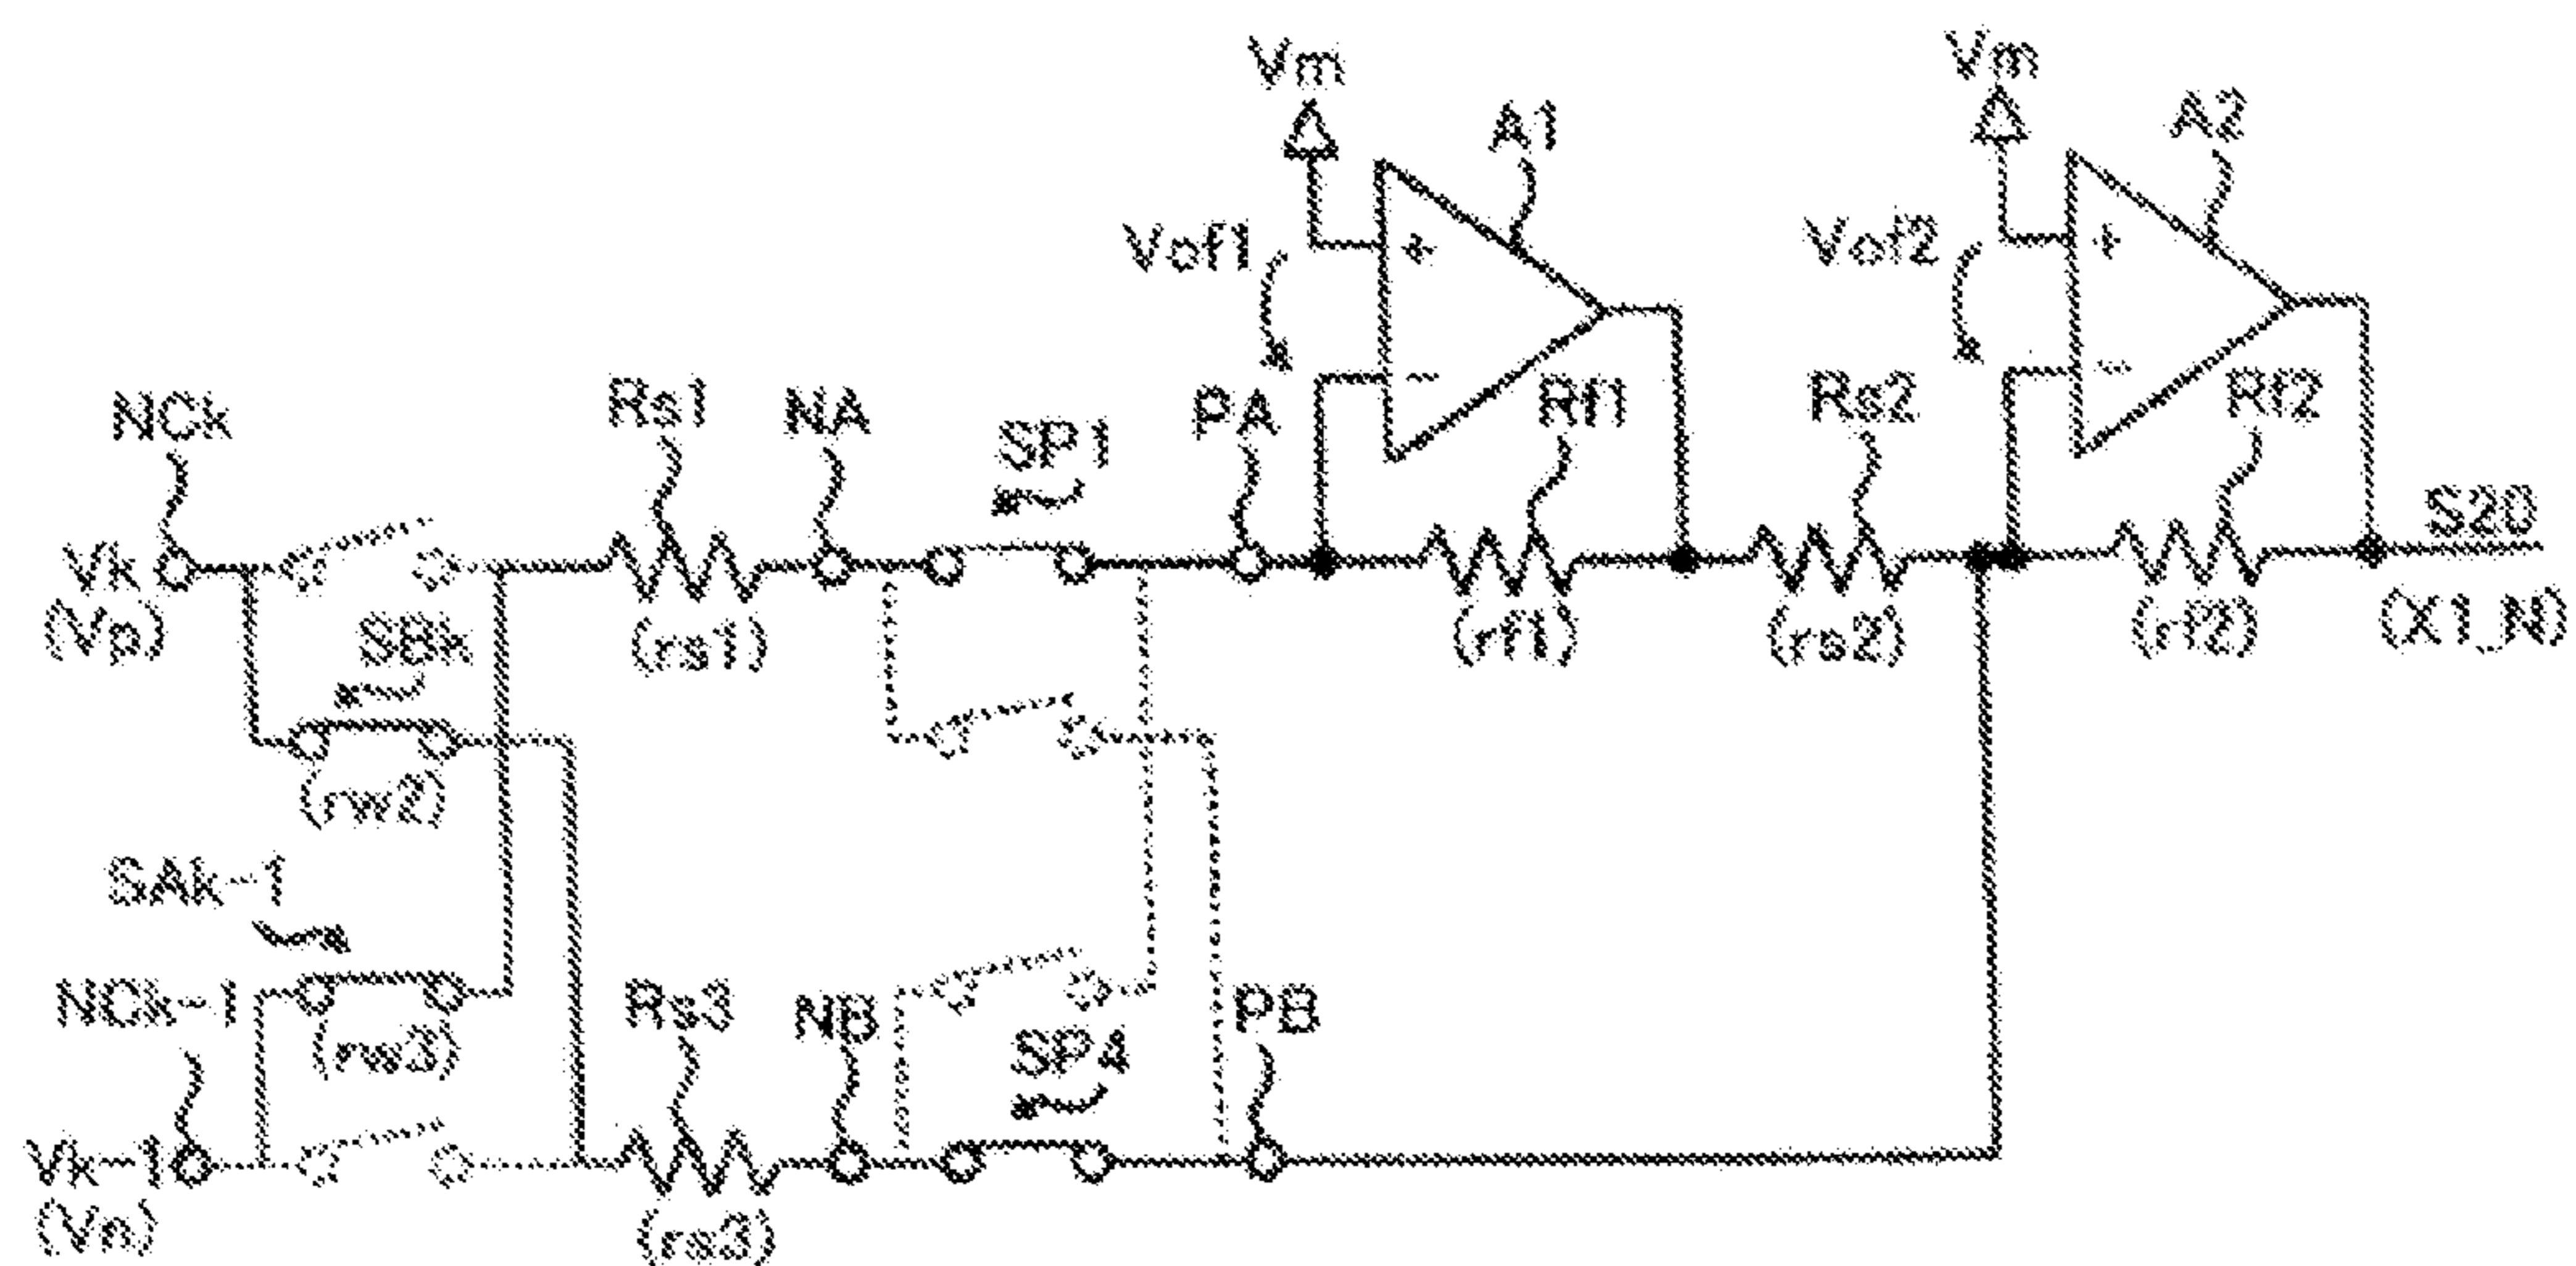 Vm
Vm
A1
A2
Vof1
Vof2
NCk
Rs1
NA
SP1
PA
Rf1
Rs2
Rf2
S20
Vk
(Vp)
SBk
(rs1)
(rf1)
(rs2)
(rf2)
(X1_N)
(rw2)
SAk-1
NCk-1
(rw3)
Rs3
NB
SP4
PB
Vk-1
(Vn)
(rs3)